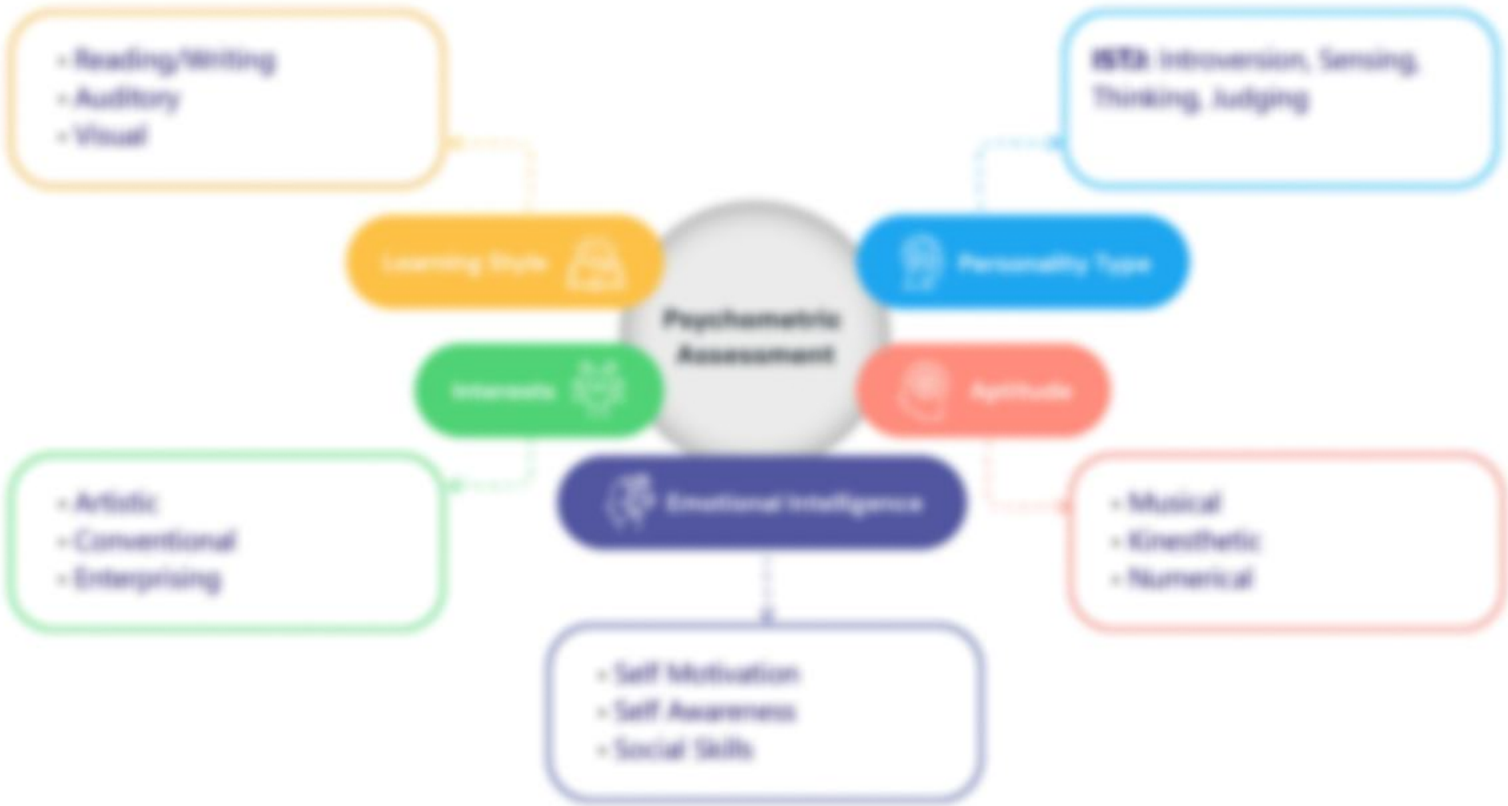 • Reading/Writing
• Auditory
• Visual
ISTJ: Introversion, Sensing,
Thinking, Judging
Learning Style
Personality Type
Psychometric
Assessment
Interests
Aptitude
• Artistic
• Conventional
• Enterprising
Emotional Intelligence
• Musical
• Kinesthetic
• Numerical
• Self Motivation
• Self Awareness
• Social Skills